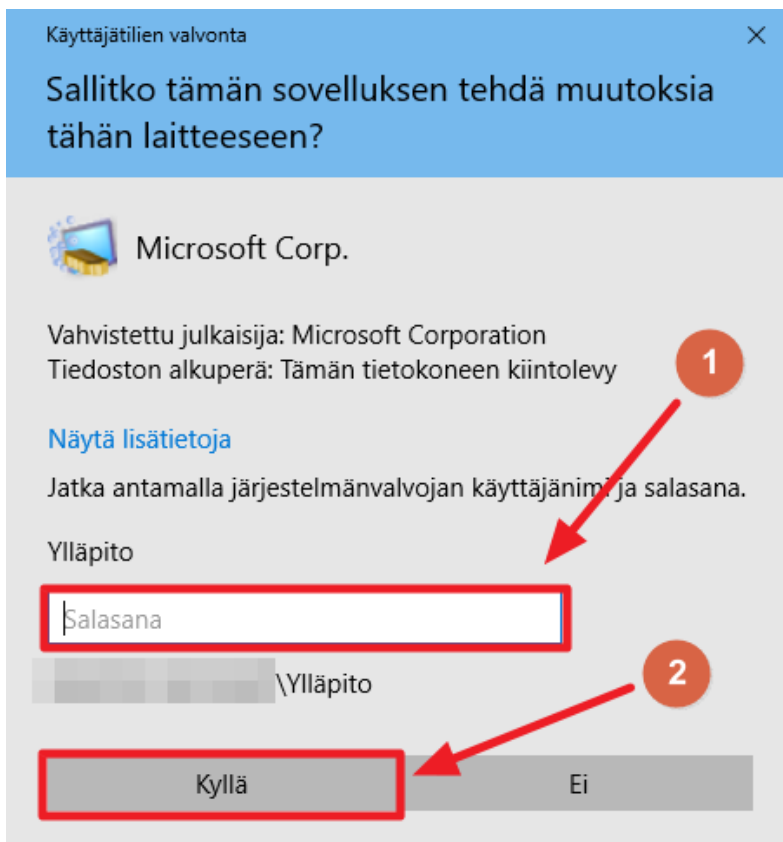 Käyttäjätilien valvonta
Sallitko tämän sovelluksen tehdä muutoksia
tähän laitteeseen?
Microsoft Corp.
Vahvistettu julkaisija: Microsoft Corporation
Tiedoston alkuperä: Tämän tietokoneen kiintolevy
1
Näytä lisätietoja
Jatka antamalla järjestelmänvalvojan käyttäjänimi ja salasana.
Ylläpito
Salasana
\Ylläpito
2
Kyllä
Ei